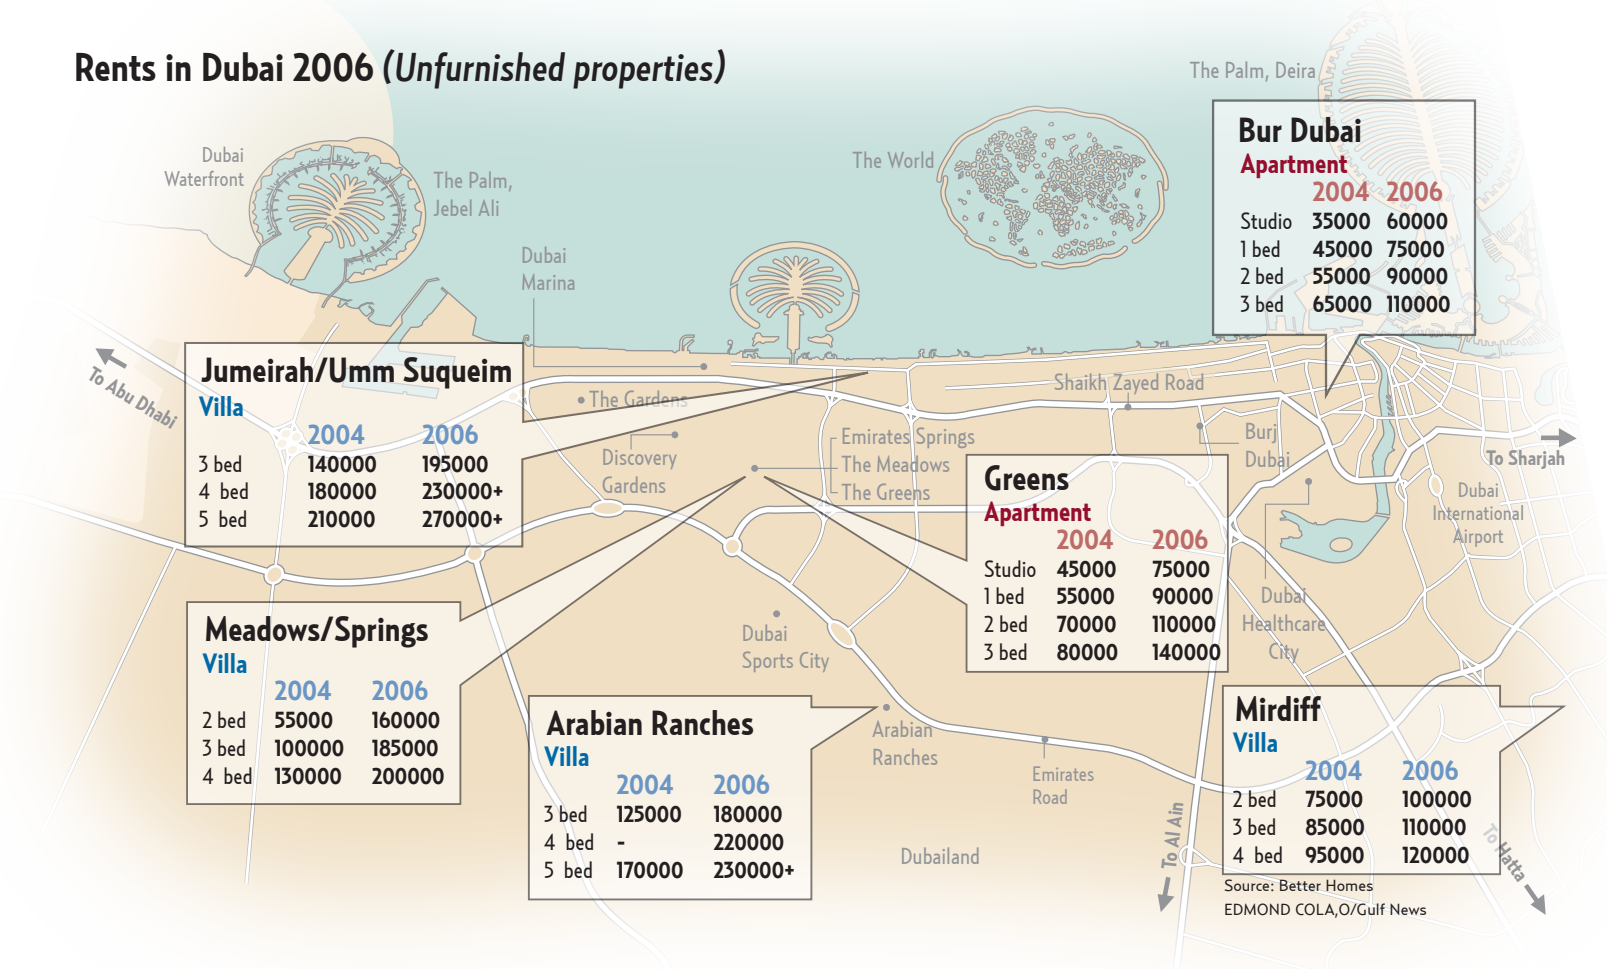 Rents in Dubai 2006 (Unfurnished properties)
The Palm, Deira
Dubai
Waterfront
The Palm,
Jebel Ali
The World
Dubai
Marina
Bur Dubai
Apartment
2004 2006
Studio 35000 60000
1 bed 45000 75000
2 bed 55000 90000
3 bed 65000 110000
To Abu Dhabi
Jumeirah/Umm Suqueim
Villa
2004 2006
3 bed 140000 195000
4 bed 180000 230000+
5 bed 210000 270000+
The Gardens
Shaikh Zayed Road
Discovery
Gardens
Emirates Springs
The Meadows
The Greens
Burj
Dubai
To Sharjah
Dubai
International
Airport
Greens
Apartment
2004 2006
Studio 45000 75000
1 bed 55000 90000
2 bed 70000 110000
3 bed 80000 140000
Dubai
Healthcare
City
Meadows/Springs
Villa
2004 2006
2 bed 55000 160000
3 bed 100000 185000
4 bed 130000 200000
Dubai
Sports City
Arabian Ranches
Villa
2004 2006
3 bed 125000 180000
4 bed - 220000
5 bed 170000 230000+
Arabian
Ranches
Emirates
Road
Dubailand
To Al Ain
Mirdiff
Villa
2004 2006
2 bed 75000 100000
3 bed 85000 110000
4 bed 95000 120000
To Hatta
Source: Better Homes
EDMOND COLA,O/Gulf News